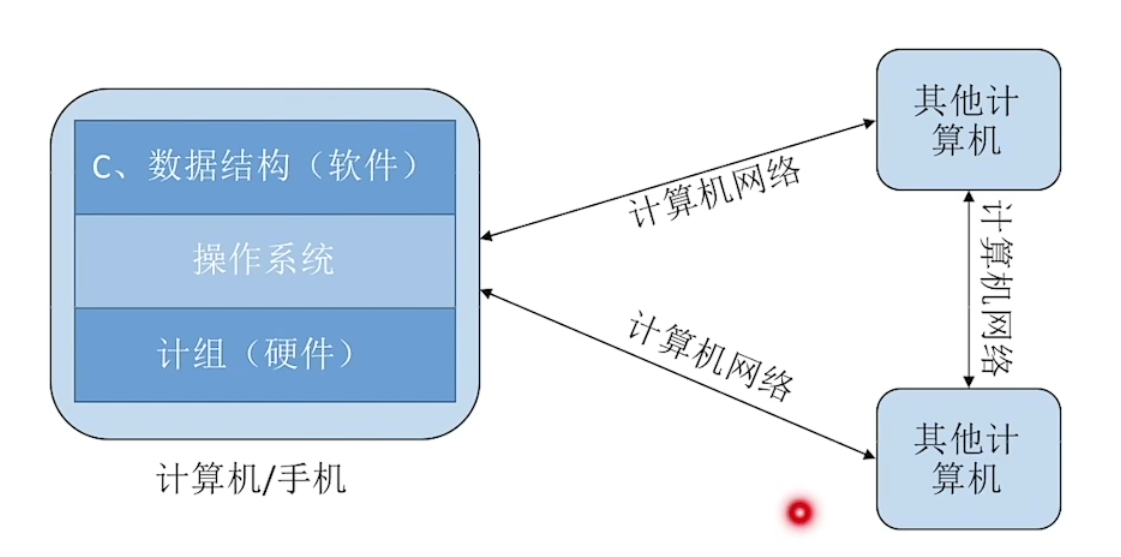 C、数据结构（软件）
操作系统
计组（硬件）
计算机/手机
计算机网络
计算机网络
其他计
算机
计算机网络
其他计
算机